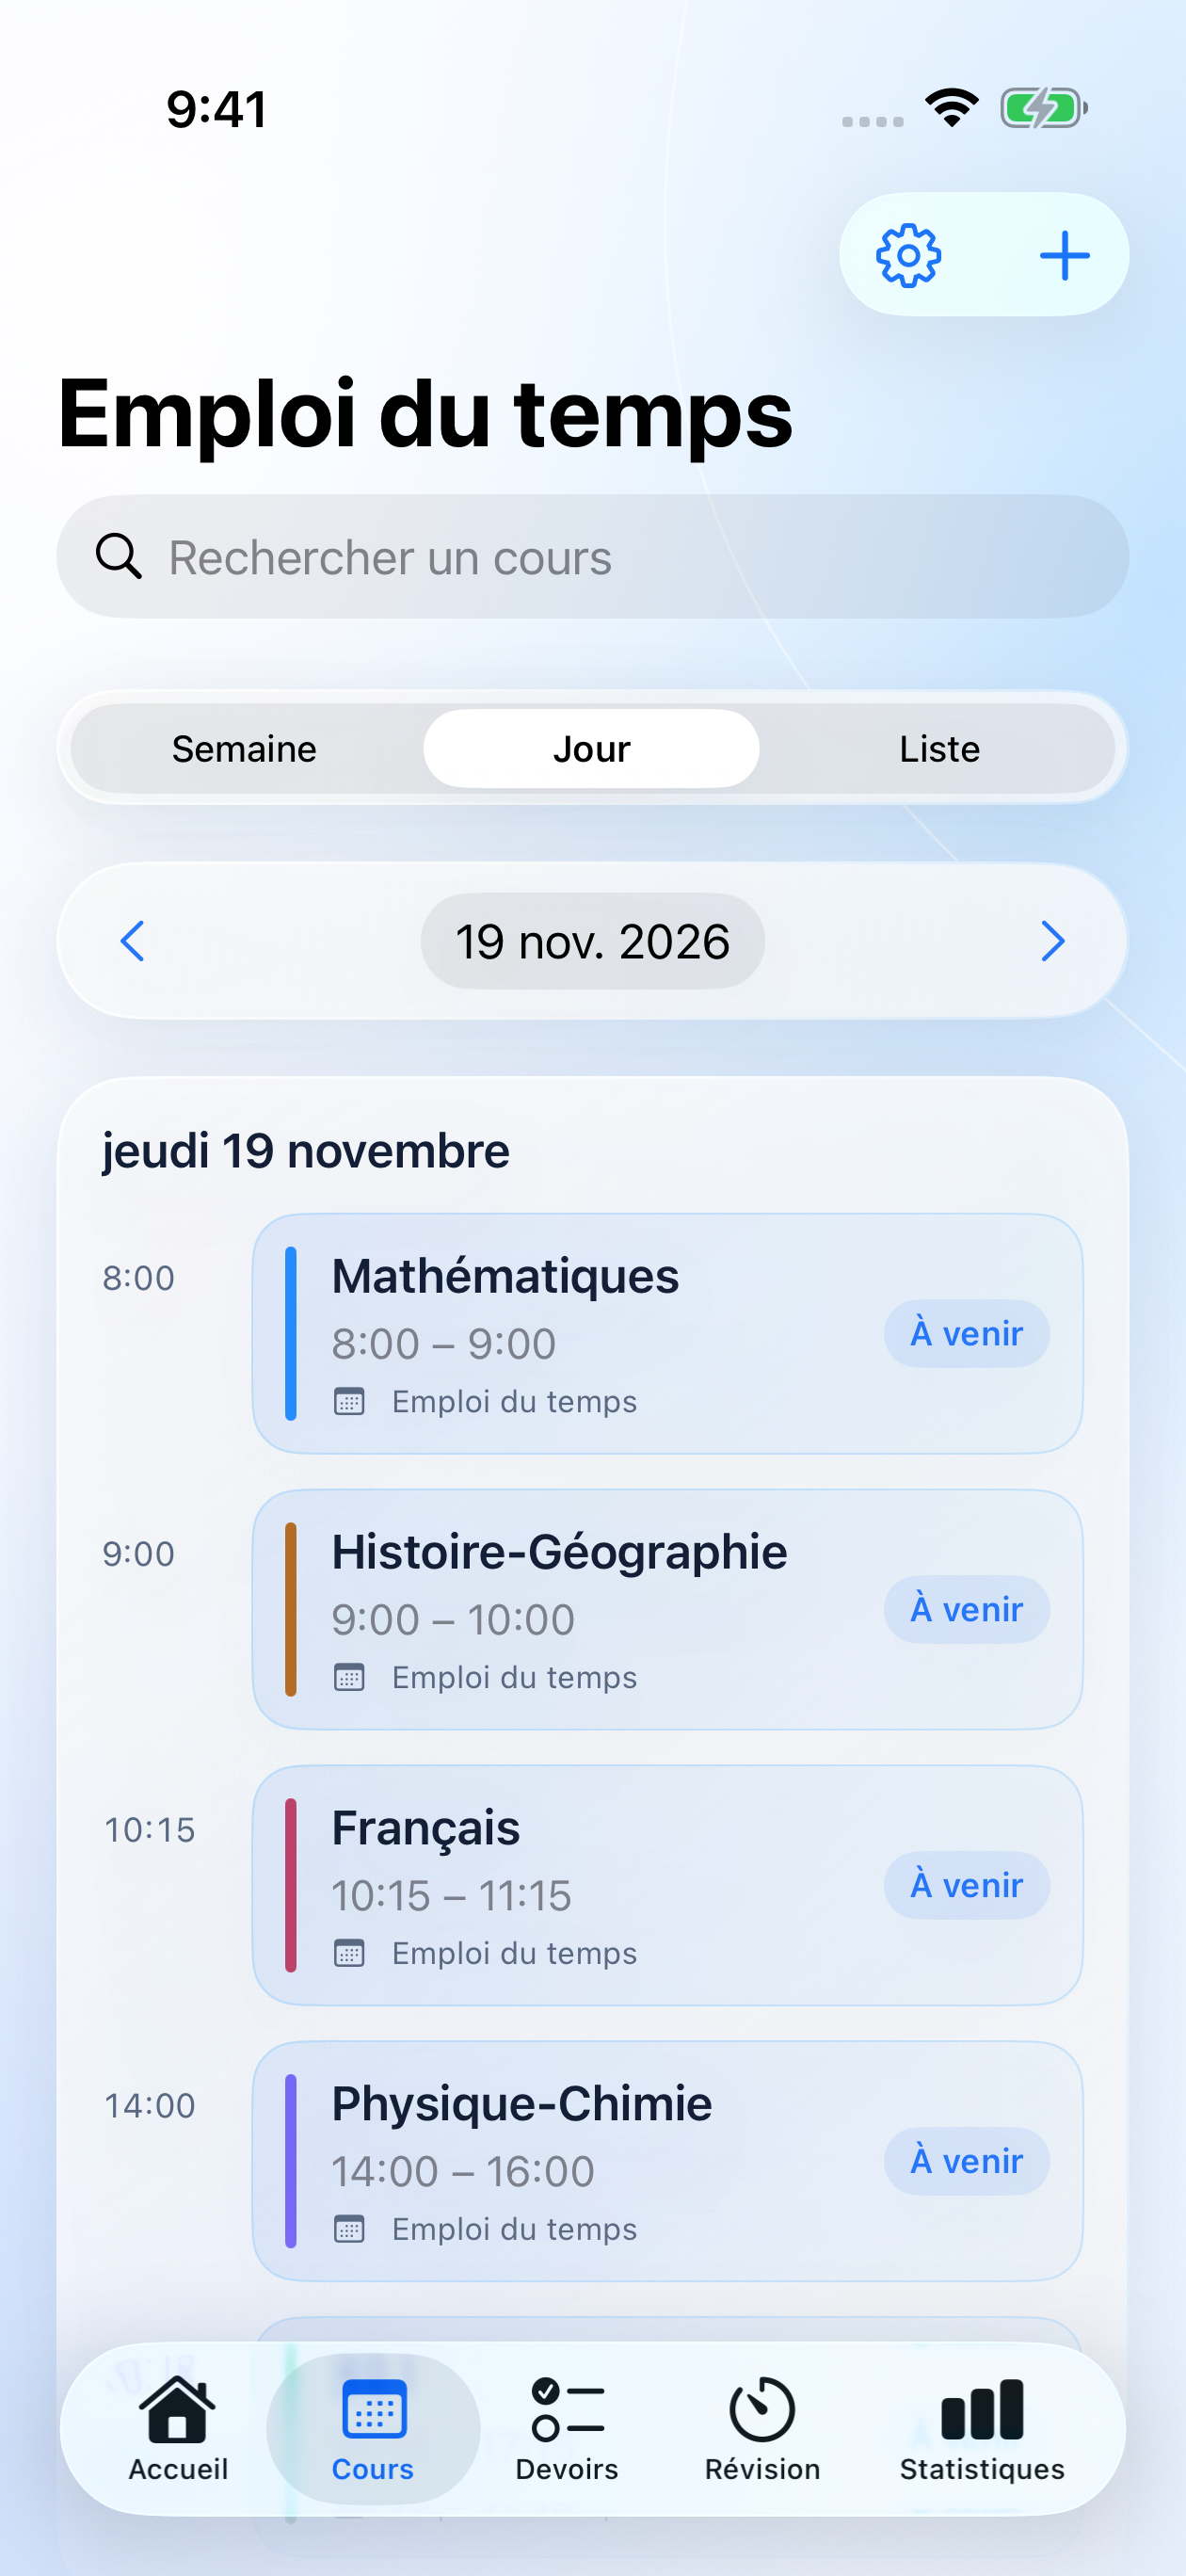 9:41
Emploi du temps
Rechercher un cours
Semaine Jour Liste
19 nov. 2026
jeudi 19 novembre
8:00
Mathématiques
8:00 – 9:00
Emploi du temps
À venir
9:00
Histoire-Géographie
9:00 – 10:00
Emploi du temps
À venir
10:15
Français
10:15 – 11:15
Emploi du temps
À venir
14:00
Physique-Chimie
14:00 – 16:00
Emploi du temps
À venir
Accueil Cours Devoirs Révision Statistiques